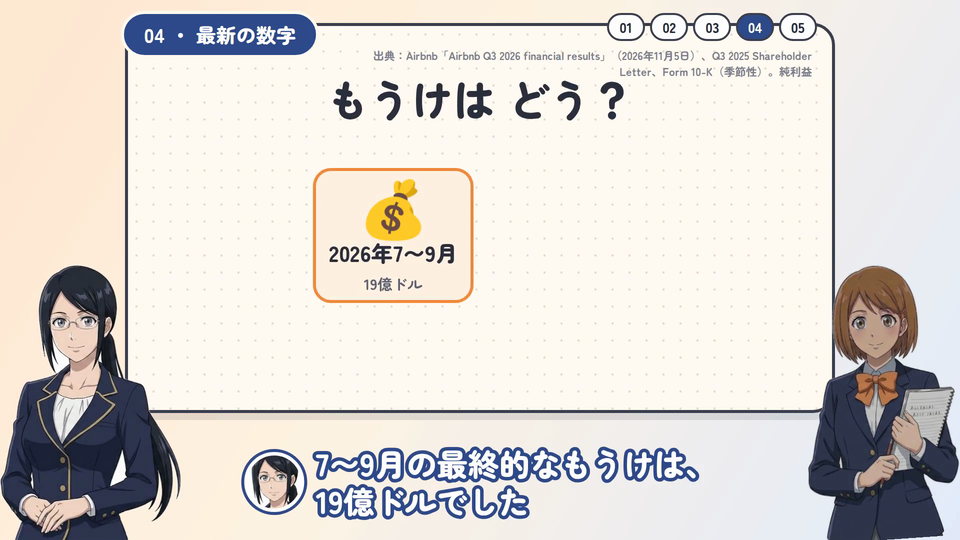 04 ・ 最新の数字
01 02 03 04 05
出典：Airbnb「Airbnb Q3 2026 financial results」（2026年11月5日）、Q3 2025 Shareholder
Letter、Form 10-K（季節性）。純利益
もうけは どう？
$
2026年7〜9月
19億ドル
7〜9月の最終的なもうけは、
19億ドルでした